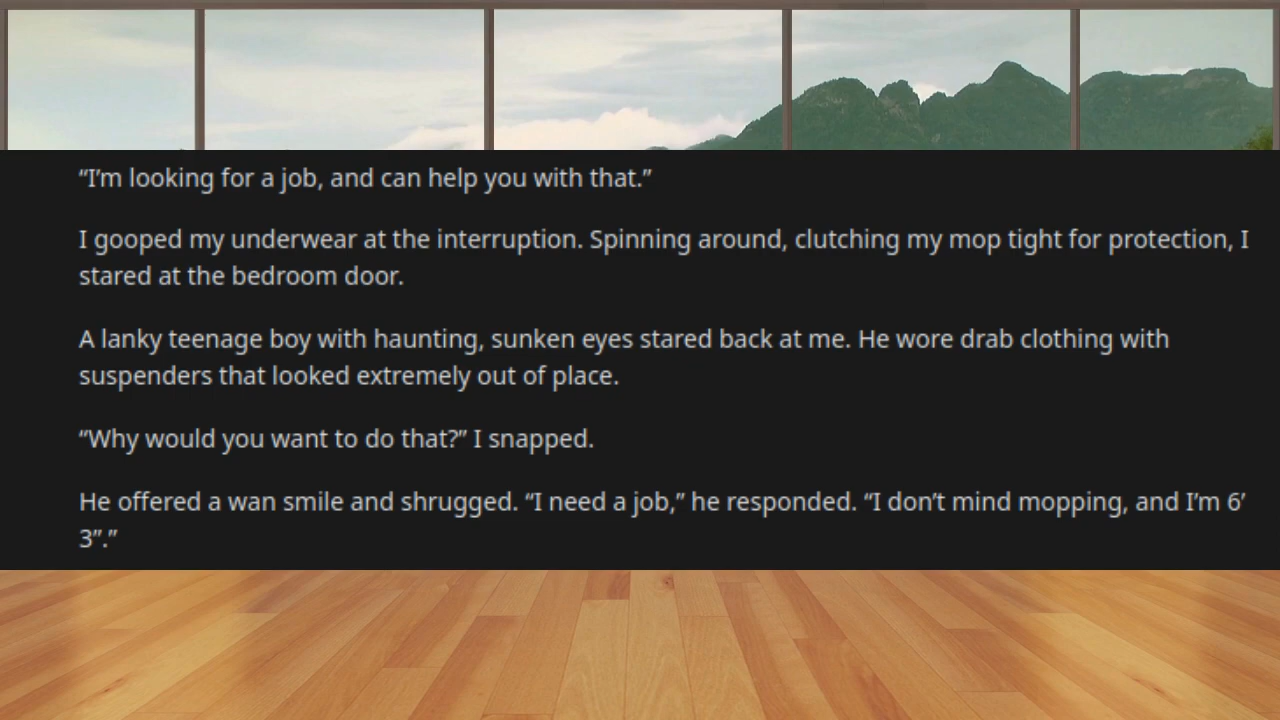 “I’m looking for a job, and can help you with that.”
I gooped my underwear at the interruption. Spinning around, clutching my mop tight for protection, I
stared at the bedroom door.
A lanky teenage boy with haunting, sunken eyes stared back at me. He wore drab clothing with
suspenders that looked extremely out of place.
“Why would you want to do that?” I snapped.
He offered a wan smile and shrugged. “I need a job,” he responded. “I don’t mind mopping, and I’m 6’
3”.”